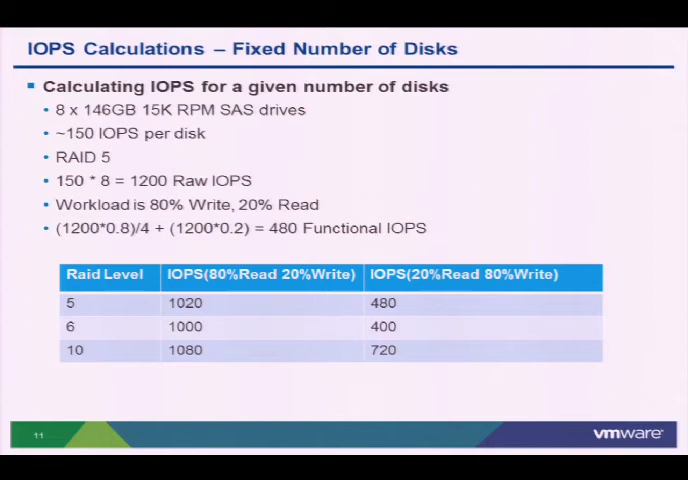 IOPS Calculations – Fixed Number of Disks
Calculating IOPS for a given number of disks
8 x 146GB 15K RPM SAS drives
~150 IOPS per disk
RAID 5
150 * 8 = 1200 Raw IOPS
Workload is 80% Write, 20% Read
(1200*0.8)/4 + (1200*0.2) = 480 Functional IOPS
Raid Level IOPS(80%Read 20%Write) IOPS(20%Read 80%Write)
5 1020 480
6 1000 400
10 1080 720
11 vmware